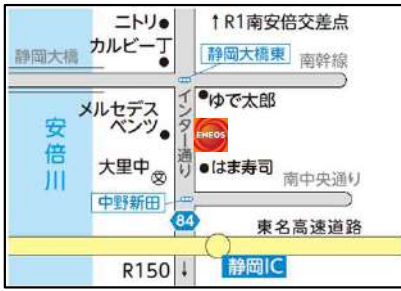 ニトリ
↑R1南安倍交差点
カルビー丁
静岡大橋
静岡大橋東
南幹線
インター通り
ゆで太郎
メルセデス
ベンツ
ENEOS
安倍川
大里中
文
はま寿司
南中央通り
中野新田
84
東名高速道路
R150↓
静岡IC